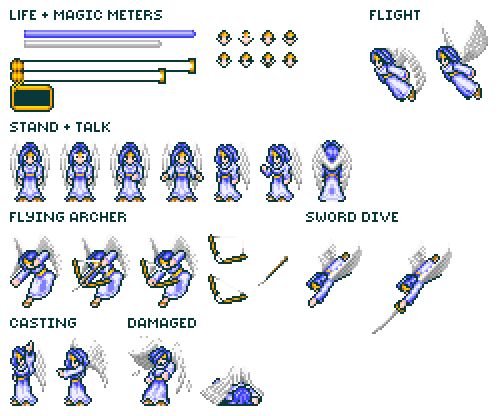 LIFE + MAGIC METERS
FLIGHT
STAND + TALK
FLYING ARCHER
SWORD DIVE
CASTING
DAMAGED